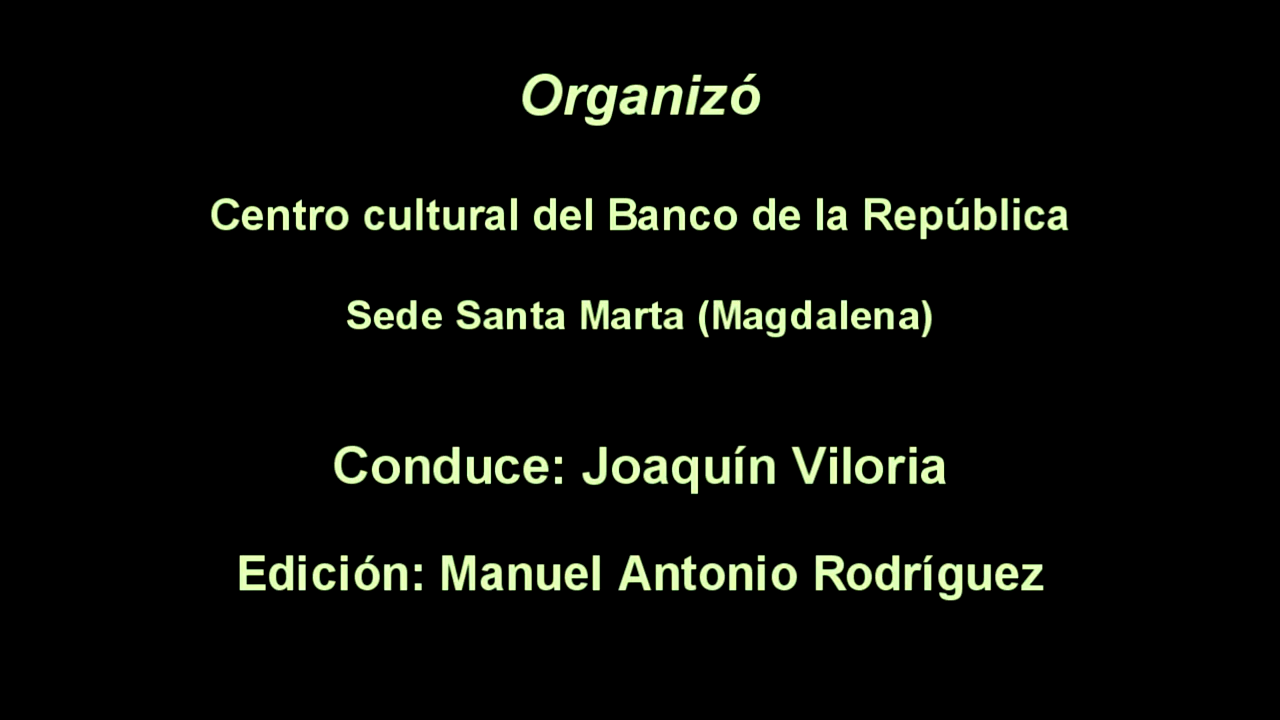 Organizó
Centro cultural del Banco de la República
Sede Santa Marta (Magdalena)
Conduce: Joaquín Viloria
Edición: Manuel Antonio Rodríguez